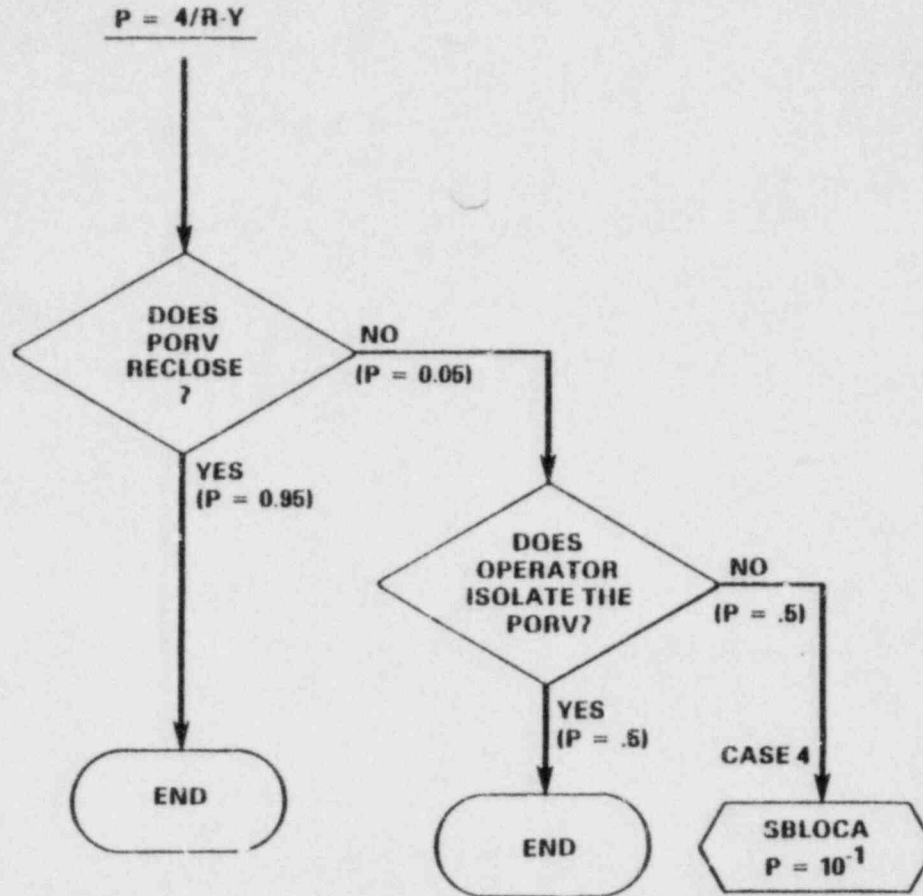 P = 4/R-Y
DOES
PORV
RECLOSE
?
NO
(P = 0.05)
YES
(P = 0.95)
DOES
OPERATOR
ISOLATE THE
PORV?
NO
(P = .5)
YES
(P = .5)
CASE 4
END
END
SBLOCA
P = 10⁻¹